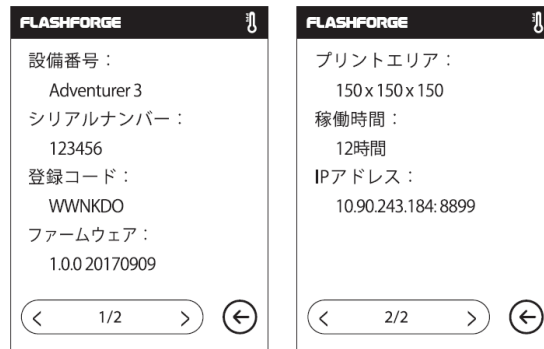 FLASHFORGE
設備番号：
Adventurer 3
シリアルナンバー：
123456
登録コード：
WWNKDO
ファームウェア：
1.0.0 20170909
1/2
FLASHFORGE
プリントエリア：
150 x 150 x 150
稼働時間：
12時間
IPアドレス：
10.90.243.184: 8899
2/2